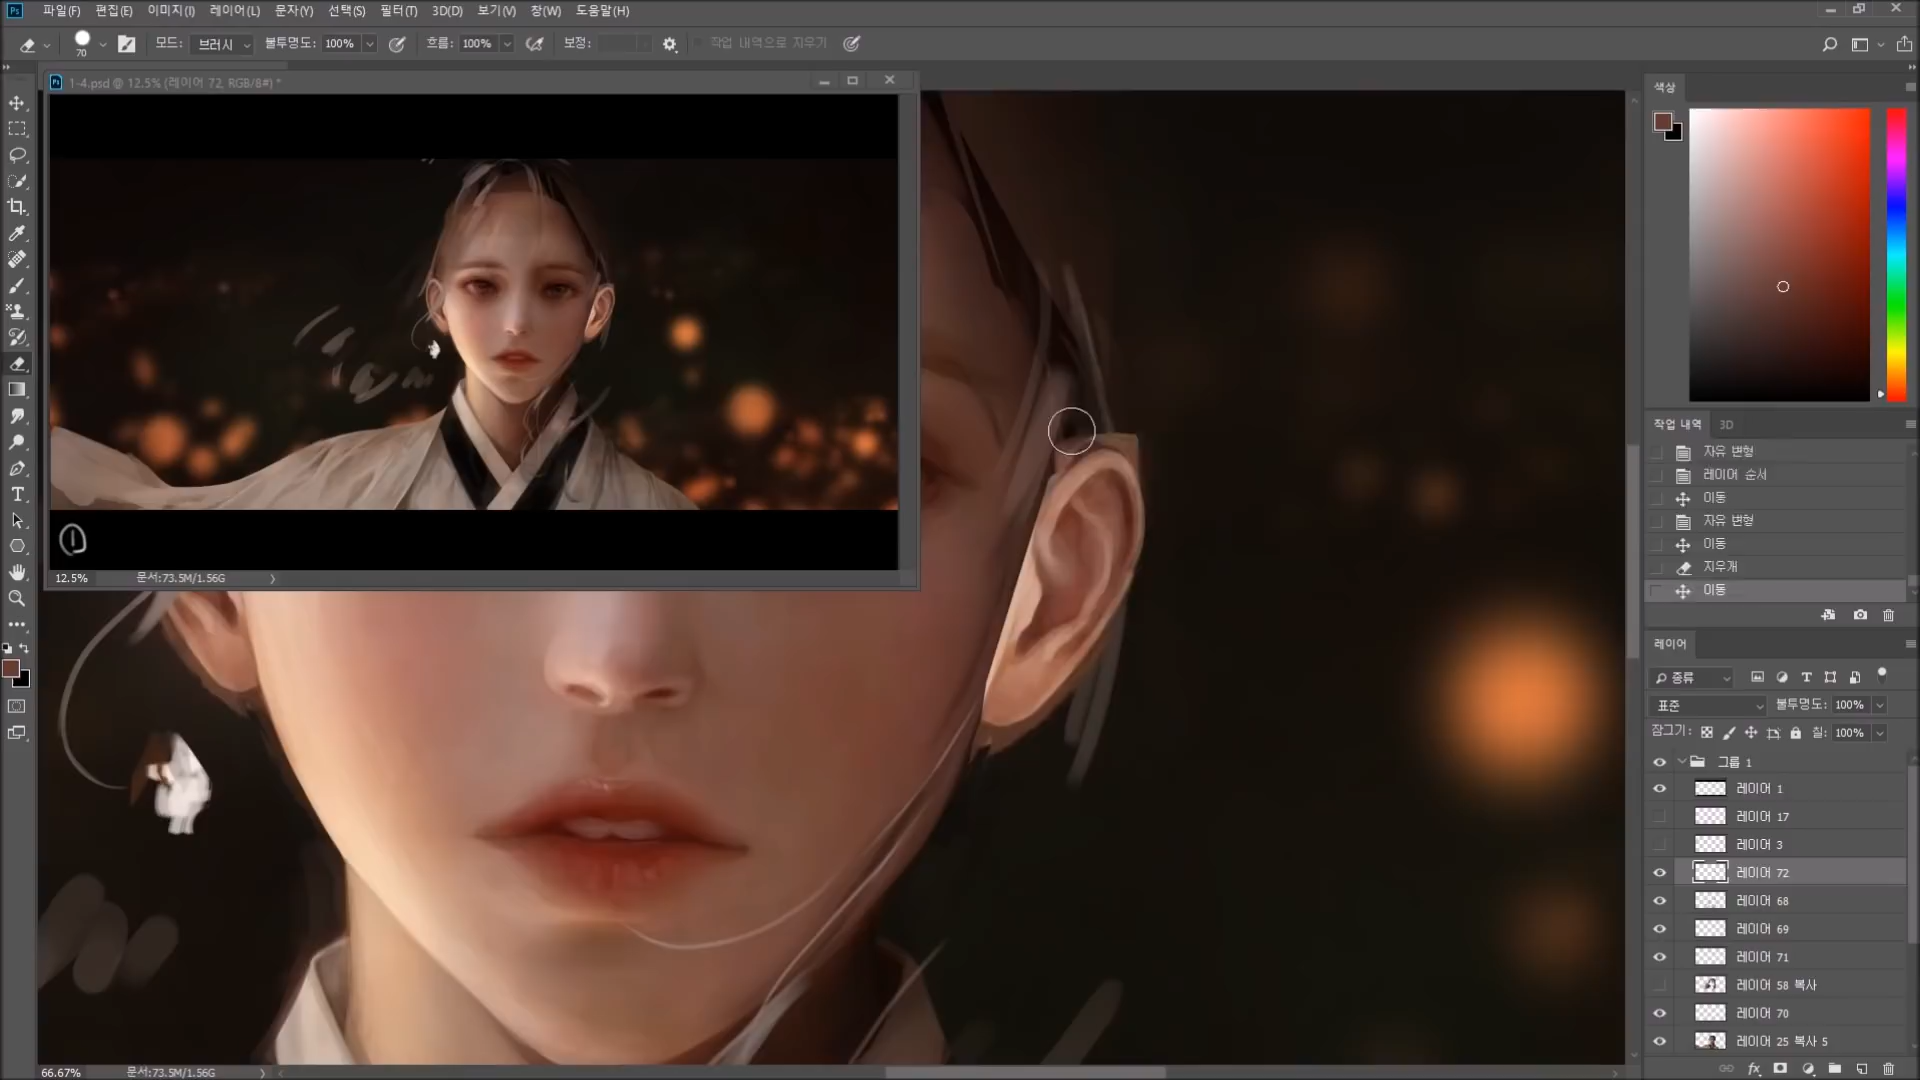 Ps 파일(F) 편집(E) 이미지(I) 레이어(L) 문자(Y) 선택(S) 필터(T) 3D(D) 보기(V) 창(W) 도움말(H)
70 모드: 브러시 불투명도: 100% 흐름: 100% 보정: 작업 내역으로 지우기
1-4.psd @ 12.5% (레이어 72, RGB/8#) *
12.5% 문서:73.5M/1.56G
66.67% 문서:73.5M/1.56G
색상
작업 내역 3D
자유 변형
레이어 순서
이동
자유 변형
이동
지우개
이동
레이어
종류
표준 불투명도: 100%
잠그기: 칠: 100%
그룹 1
레이어 1
레이어 17
레이어 3
레이어 72
레이어 68
레이어 69
레이어 71
레이어 58 복사
레이어 70
레이어 25 복사 5